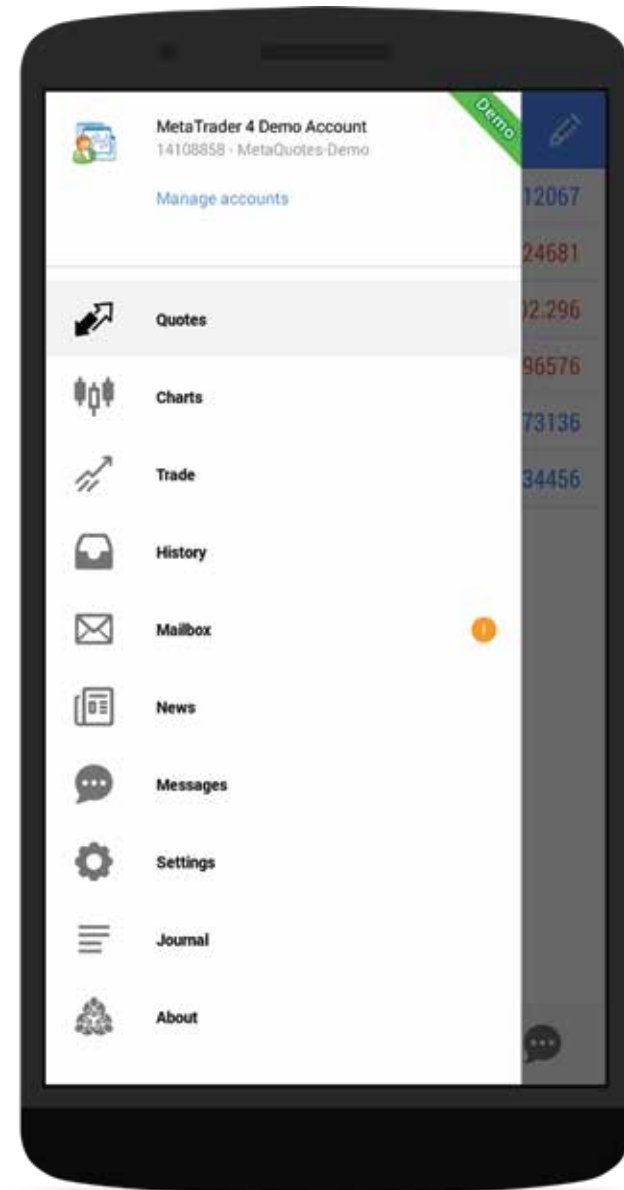 MetaTrader 4 Demo Account
14108858 - MetaQuotes-Demo
Demo
Manage accounts
12067
24681
02.296
96576
73136
34456
Quotes
Charts
Trade
History
Mailbox
!
News
Messages
Settings
Journal
About